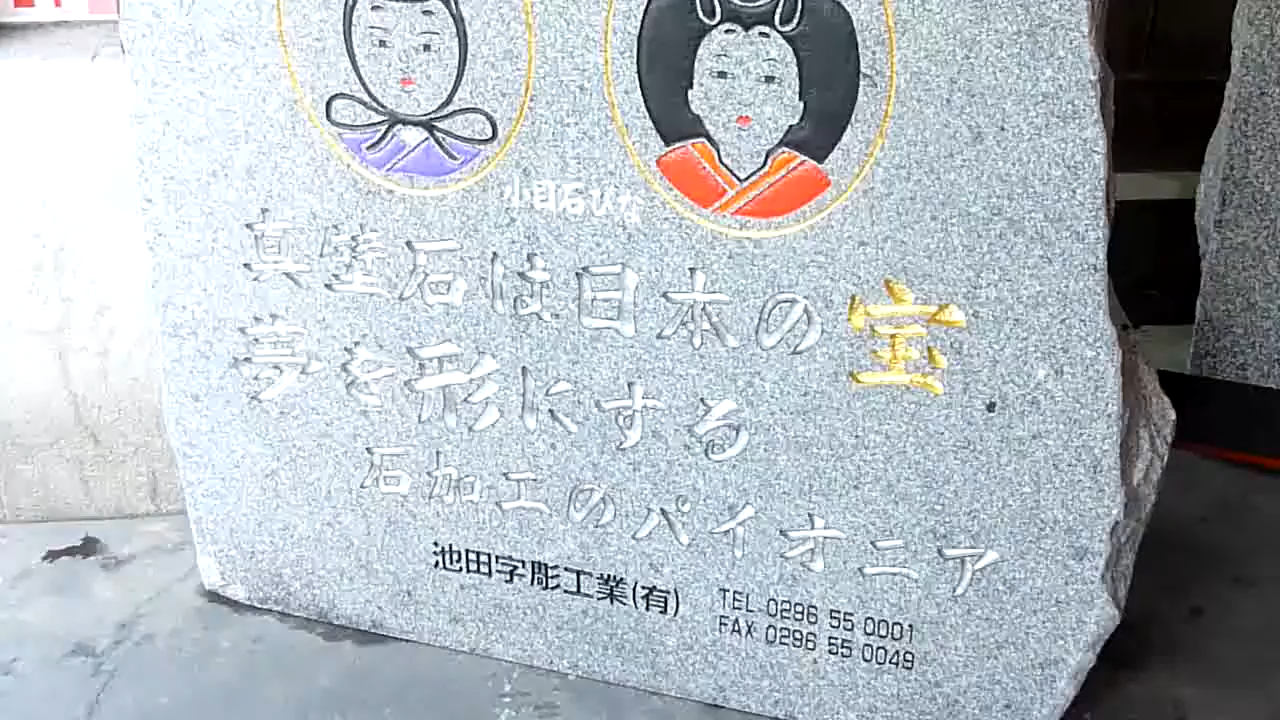 小目石ひな
真壁石は日本の宝
夢を形にする
石加工のパイオニア
池田字彫工業(有)
TEL 0296 55 0001
FAX 0296 55 0049